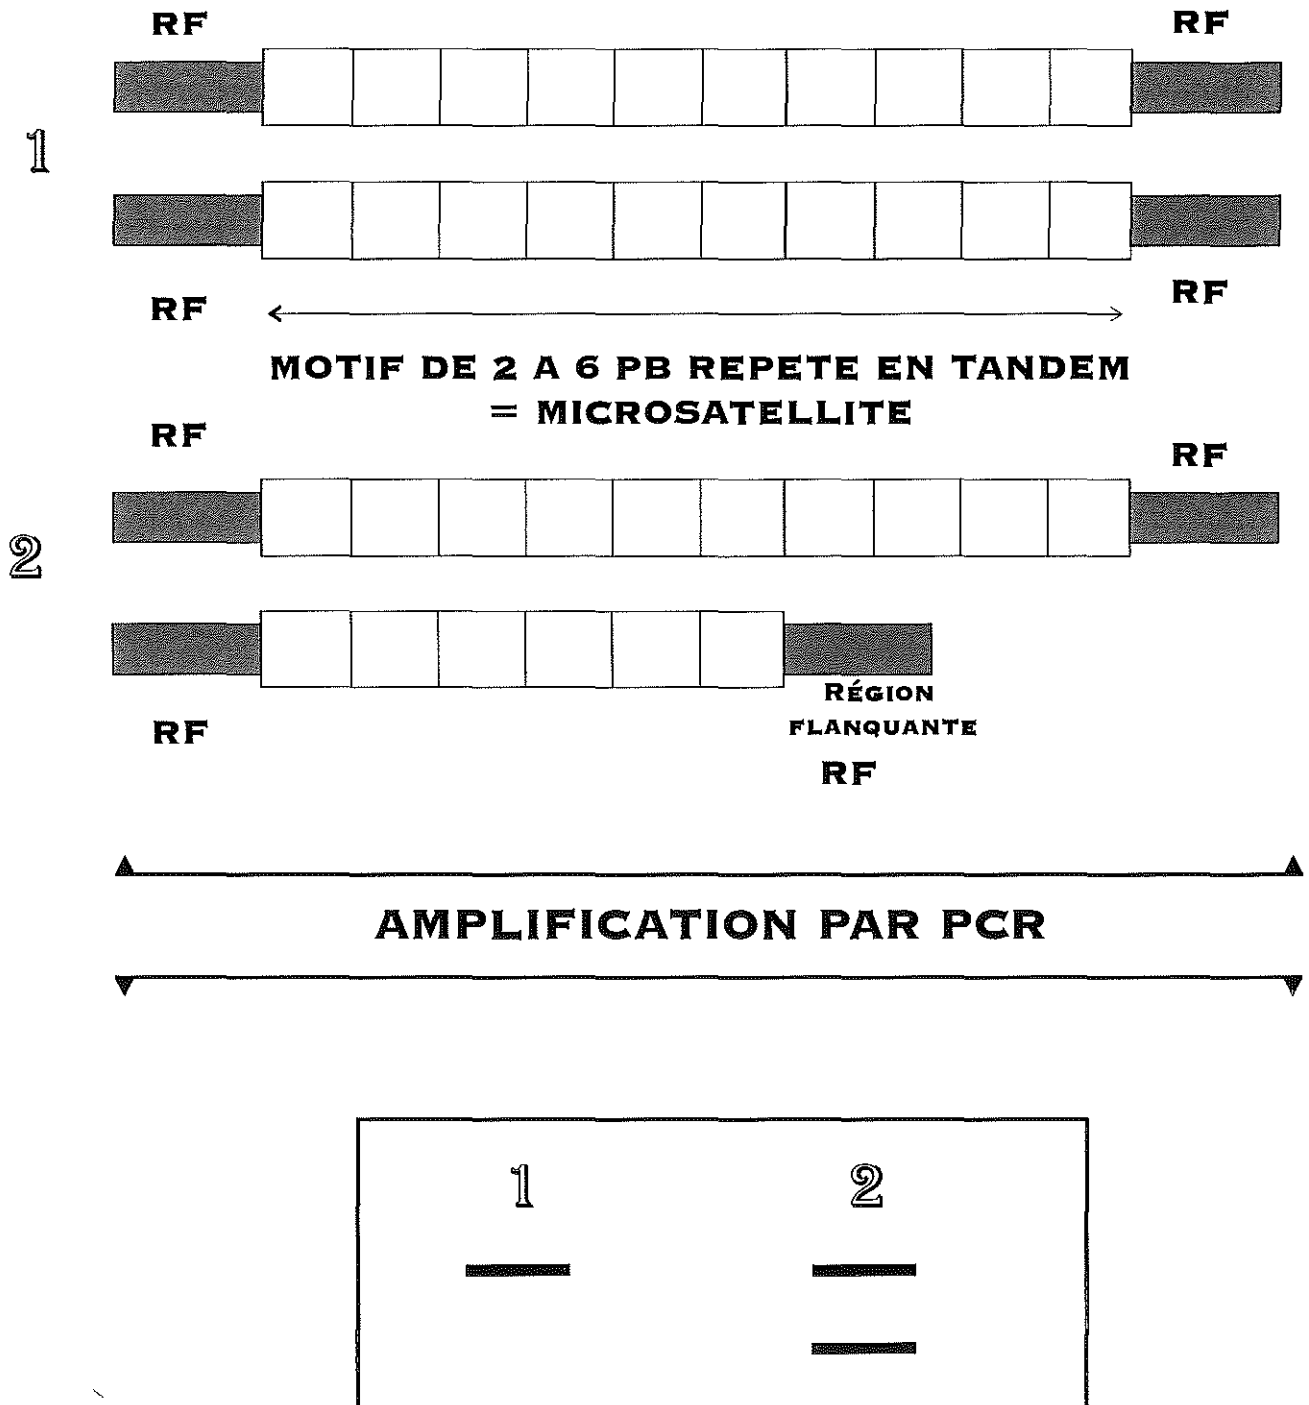 RF RF
1
RF RF
MOTIF DE 2 A 6 PB REPETE EN TANDEM
= MICROSATELLITE
RF RF
2
RÉGION
FLANQUANTE
RF
RF
AMPLIFICATION PAR PCR
1 2